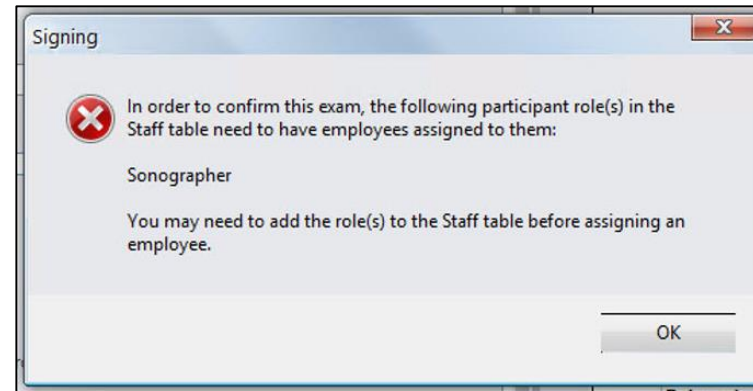 Signing
In order to confirm this exam, the following participant role(s) in the
Staff table need to have employees assigned to them:
Sonographer
You may need to add the role(s) to the Staff table before assigning an
employee.
OK